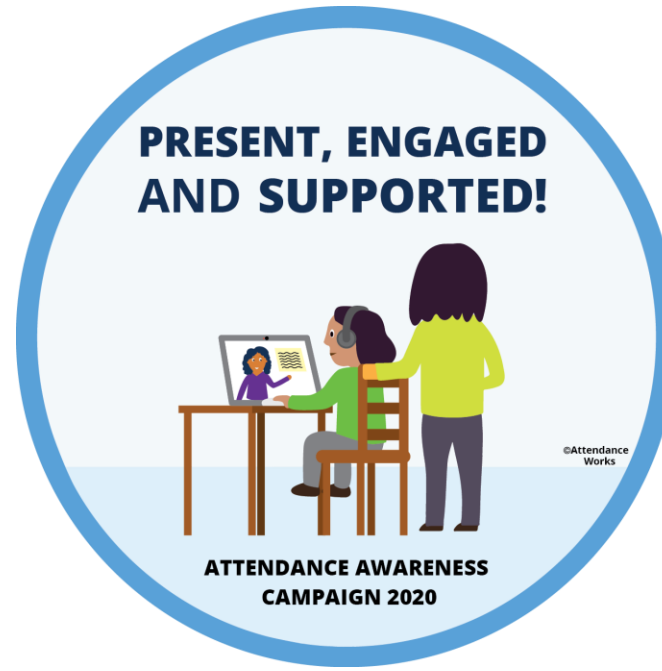 PRESENT, ENGAGED
AND SUPPORTED!
©Attendance
Works
ATTENDANCE AWARENESS
CAMPAIGN 2020